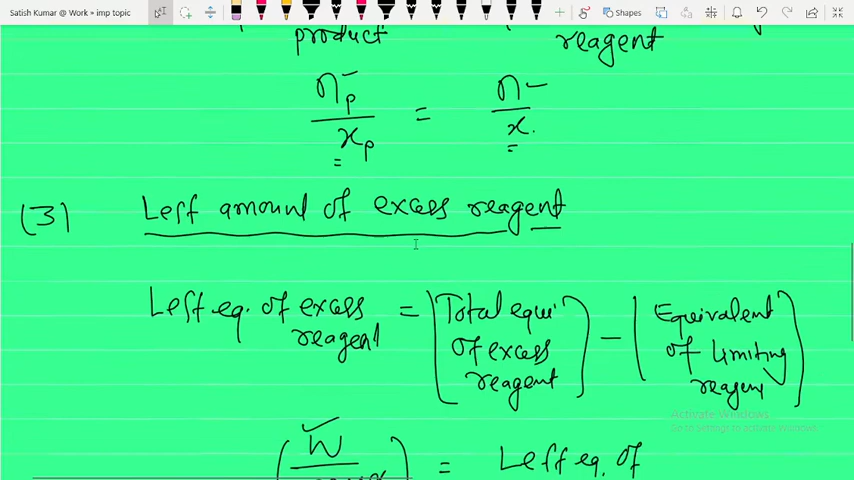 Satish Kumar @ Work » imp topic
Shapes
product
reagent
n
p
= n
x
p
x.
(3) Left amount of excess reagent
Left eq. of excess reagent = (Total equi. of excess reagent) - (Equivalent of limiting reagent)
Activate Windows
Go to Settings to activate Windows.
W = Left eq. of